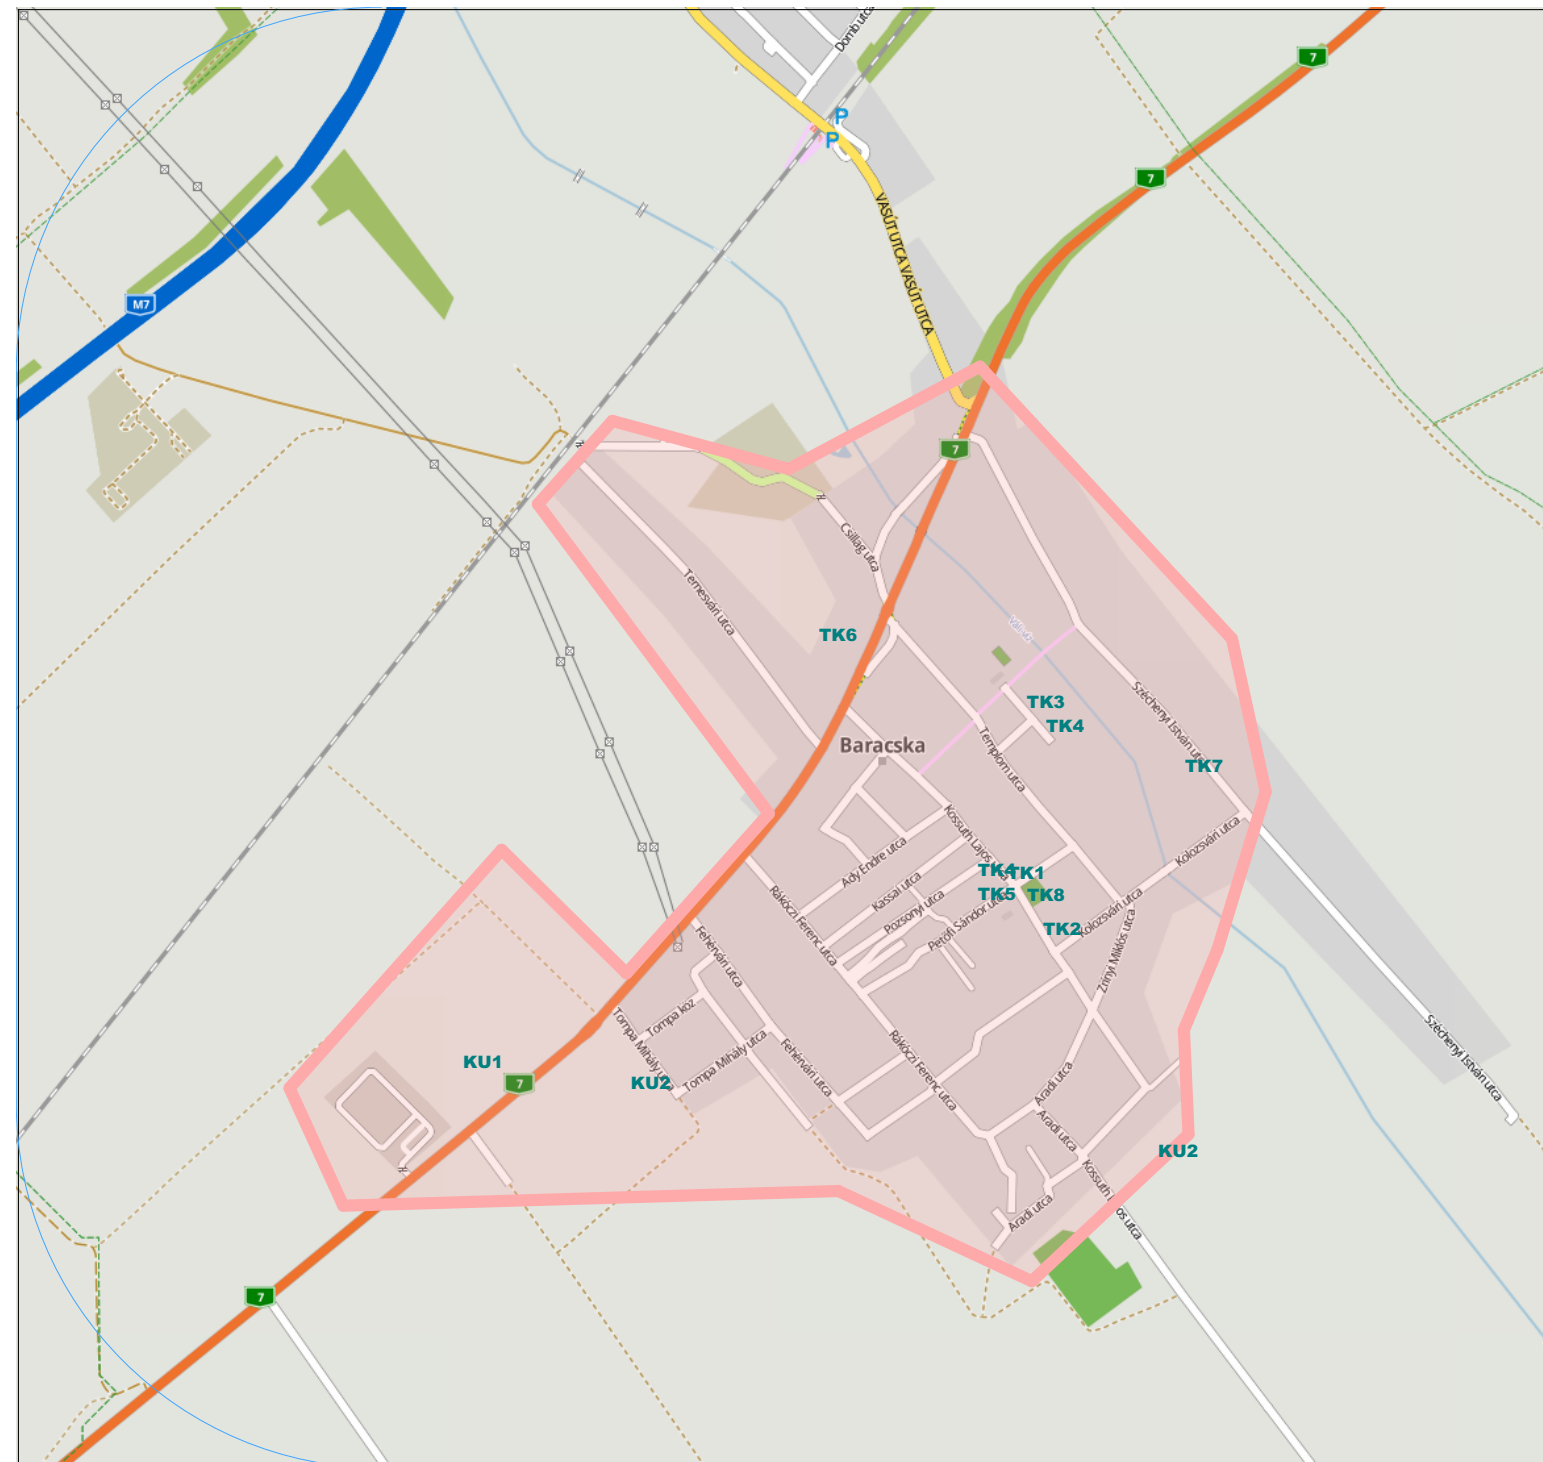 Domb utca
7
P
P
7
VASÚT UTCA VASÚT UTCA
M7
7
Csillag utca
Temesvári utca
TK6
Váli-víz
Széchenyi István utca
TK3
TK4
Baracska
Templom utca
TK7
Kossuth Lajos
Kolozsvári utca
Ady Endre utca
TK4
TK1
Kassai utca
TK5
TK8
Rákóczi Ferenc utca
Pozsonyi utca
Petőfi Sándor utca
Kolozsvári utca
TK2
Fehérvári utca
Zrínyi Miklós utca
Tompa köz
Tompa Mihály u
Tompa Mihály utca
Fehérvári utca
Rákóczi Ferenc utca
Széchenyi István utca
KU1
7
KU2
Aradi utca
Aradi utca
KU2
Kossuth L
os utca
Aradi utca
7